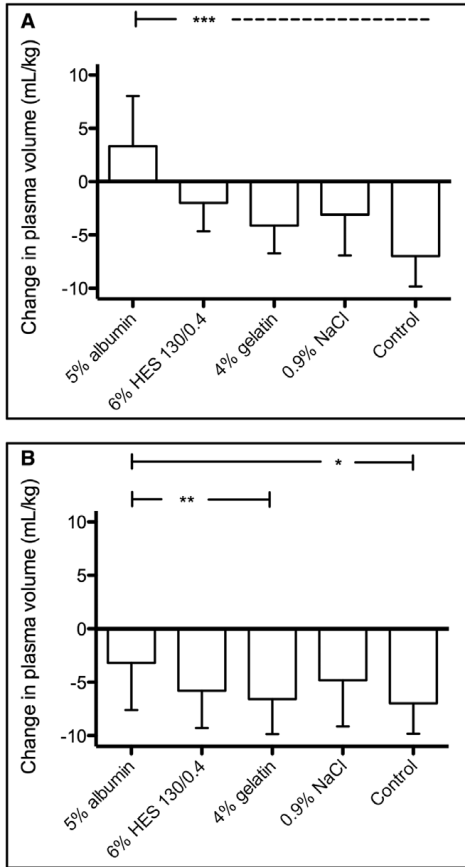 A
***
Change in plasma volume (mL/kg)
10
5
0
-5
-10
5% albumin
6% HES 130/0.4
4% gelatin
0.9% NaCl
Control
B
*
**
Change in plasma volume (mL/kg)
10
5
0
-5
-10
5% albumin
6% HES 130/0.4
4% gelatin
0.9% NaCl
Control